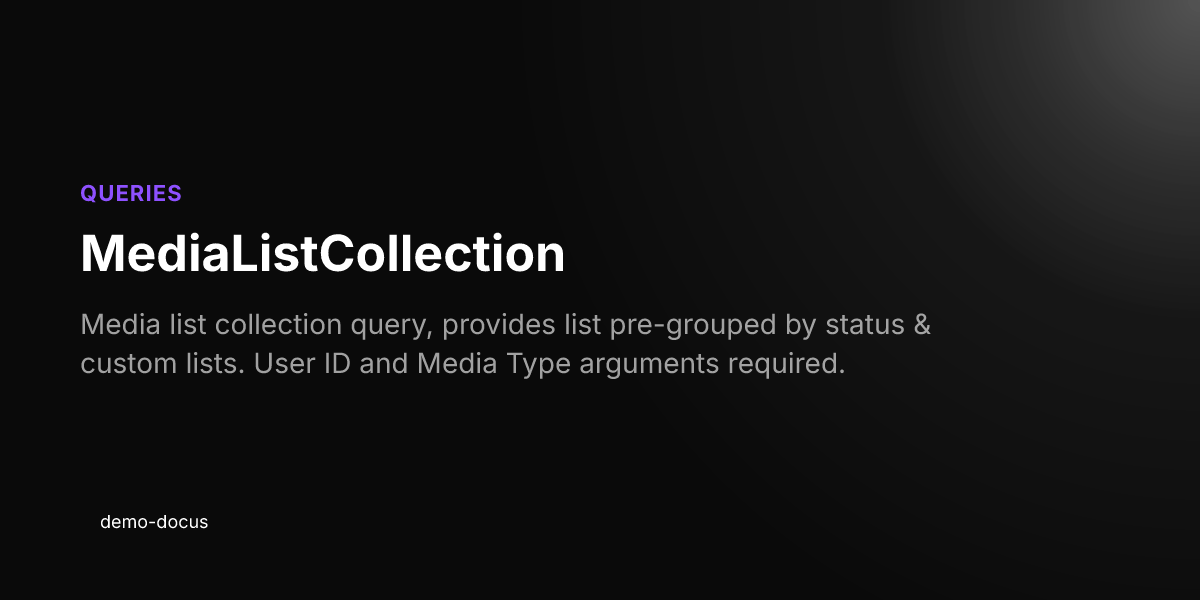 QUERIES
MediaListCollection
Media list collection query, provides list pre-grouped by status &
custom lists. User ID and Media Type arguments required.
demo-docus